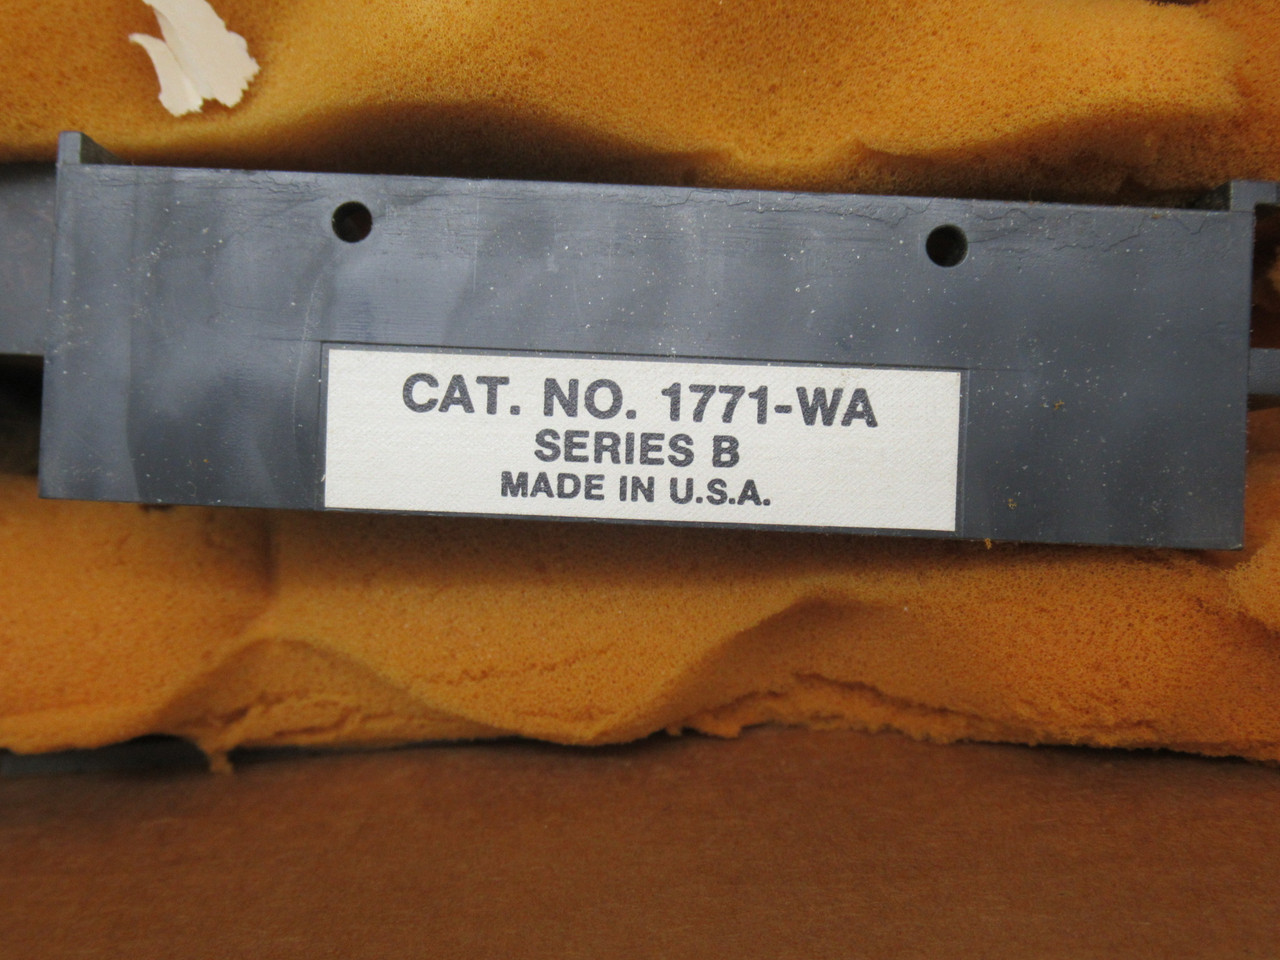 CAT. NO. 1771-WA
SERIES B
MADE IN U.S.A.